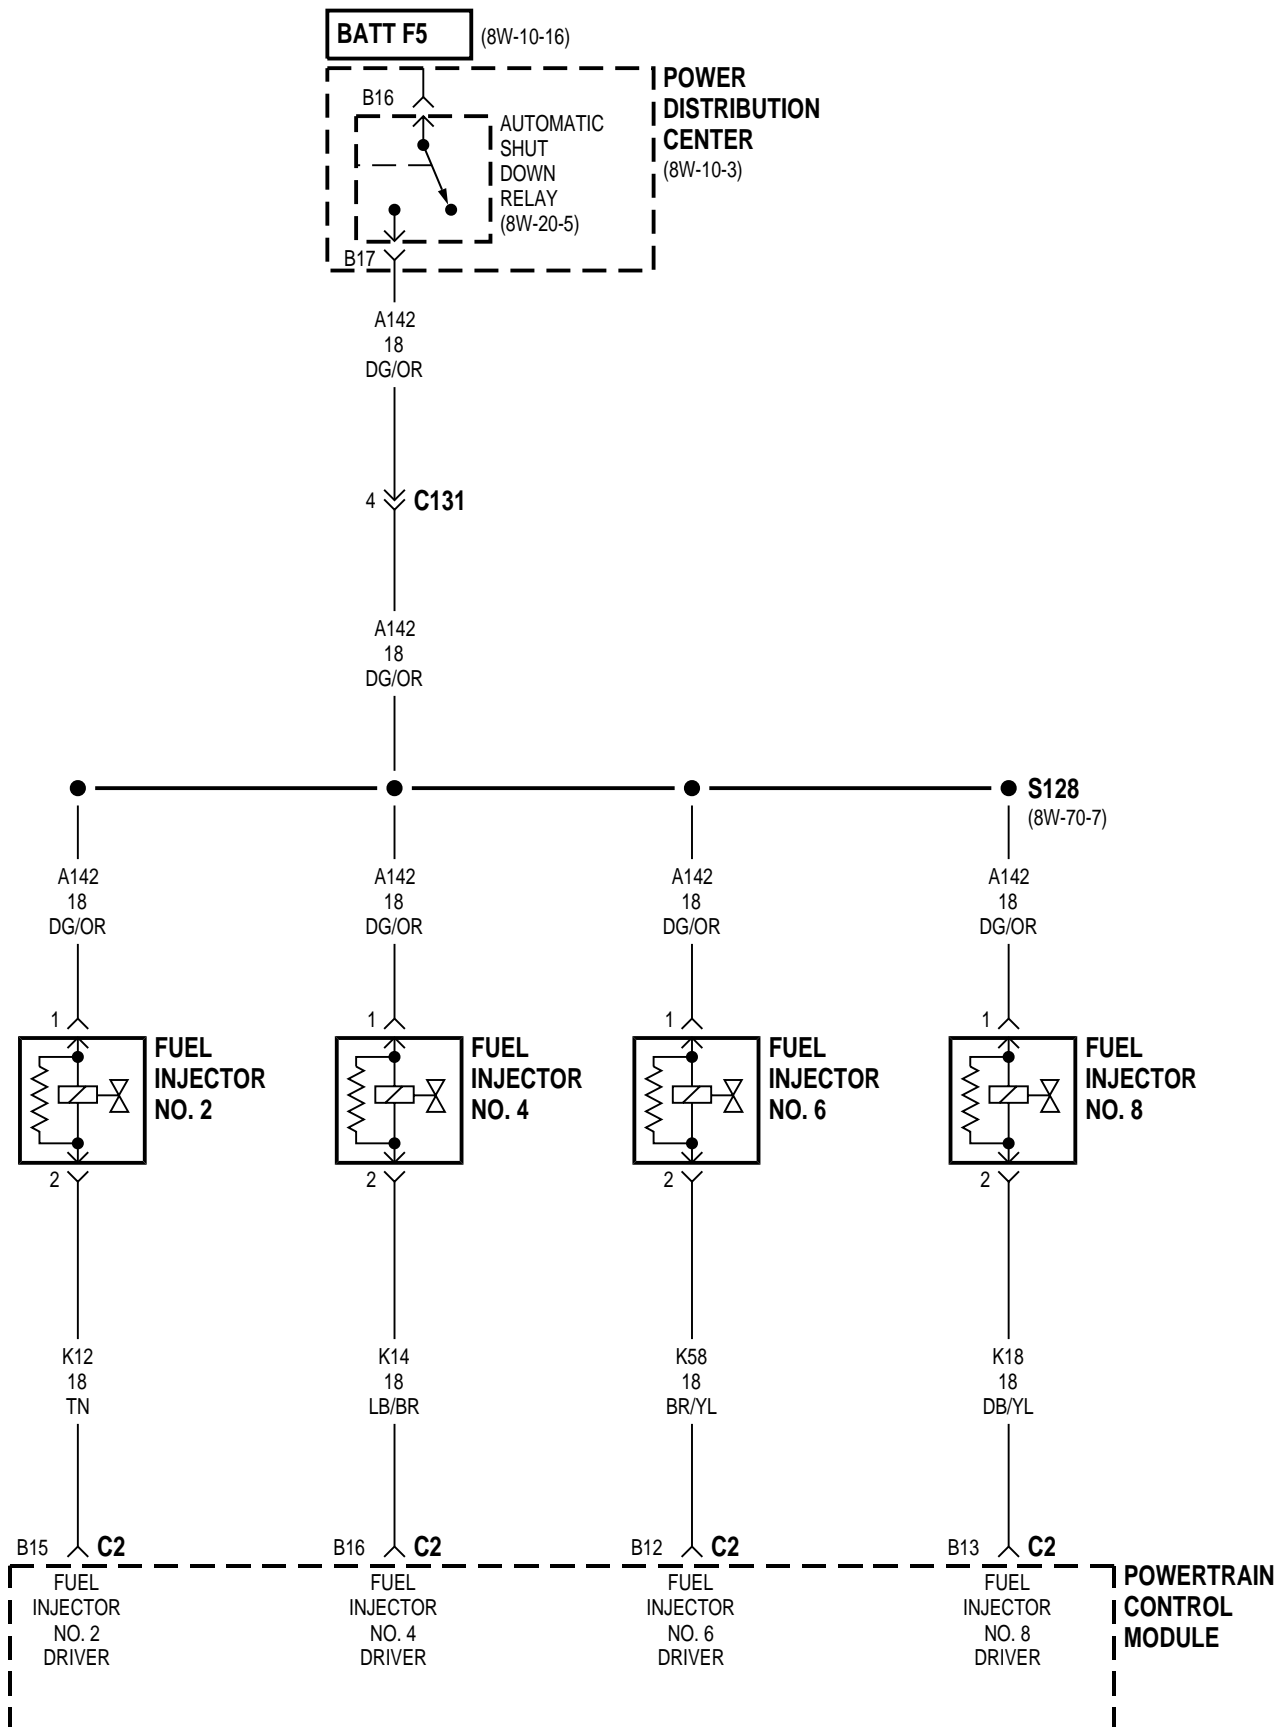 BATT F5 (8W-10-16)
POWER
DISTRIBUTION
CENTER
(8W-10-3)
B16
AUTOMATIC
SHUT
DOWN
RELAY
(8W-20-5)
B17
A142
18
DG/OR
4 C131
A142
18
DG/OR
S128
(8W-70-7)
A142 A142 A142 A142
18 18 18 18
DG/OR DG/OR DG/OR DG/OR
1 1 1 1
FUEL FUEL FUEL FUEL
INJECTOR INJECTOR INJECTOR INJECTOR
NO. 2 NO. 4 NO. 6 NO. 8
2 2 2 2
K12 K14 K58 K18
18 18 18 18
TN LB/BR BR/YL DB/YL
B15 C2 B16 C2 B12 C2 B13 C2
FUEL FUEL FUEL FUEL
INJECTOR INJECTOR INJECTOR INJECTOR
NO. 2 NO. 4 NO. 6 NO. 8
DRIVER DRIVER DRIVER DRIVER
POWERTRAIN
CONTROL
MODULE